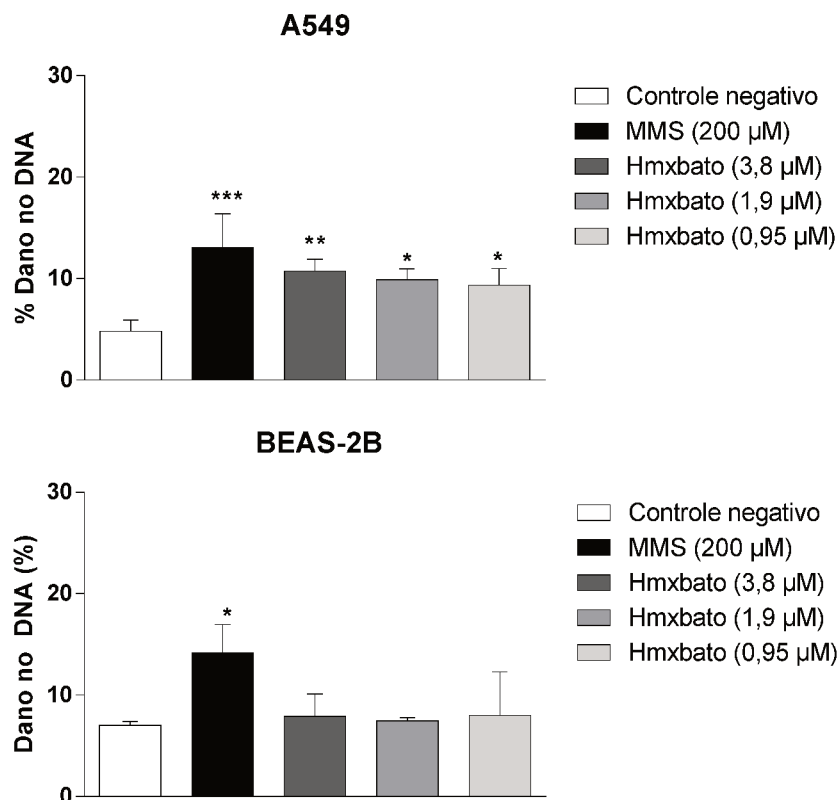 A549
30
20
10
0
% Dano no DNA
***
**
*
*
Controle negativo
MMS (200 µM)
Hmxbato (3,8 µM)
Hmxbato (1,9 µM)
Hmxbato (0,95 µM)
BEAS-2B
30
20
10
0
Dano no DNA (%)
*
Controle negativo
MMS (200 µM)
Hmxbato (3,8 µM)
Hmxbato (1,9 µM)
Hmxbato (0,95 µM)